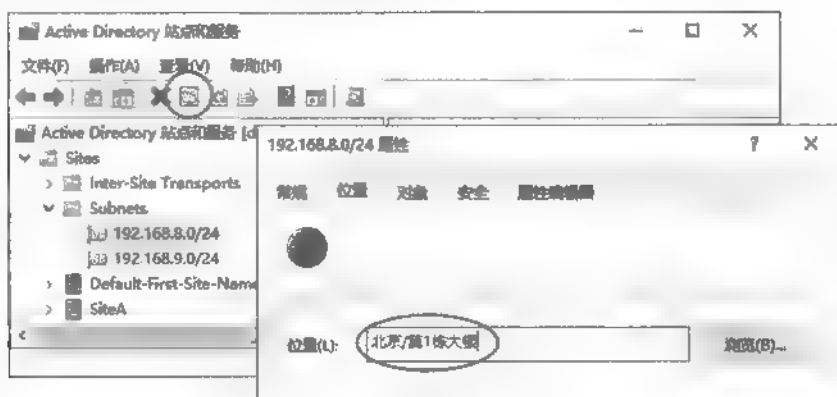 Active Directory 站点和服务
文件(F) 操作(A) 查看(V) 帮助(H)
Active Directory 站点和服务 [d
Sites
Inter-Site Transports
Subnets
192.168.8.0/24
192.168.9.0/24
Default-First-Site-Name
SiteA
192.168.8.0/24 属性
常规 位置 对象 安全 属性编辑器
位置(L): 北京/第1栋大楼 浏览(B)...